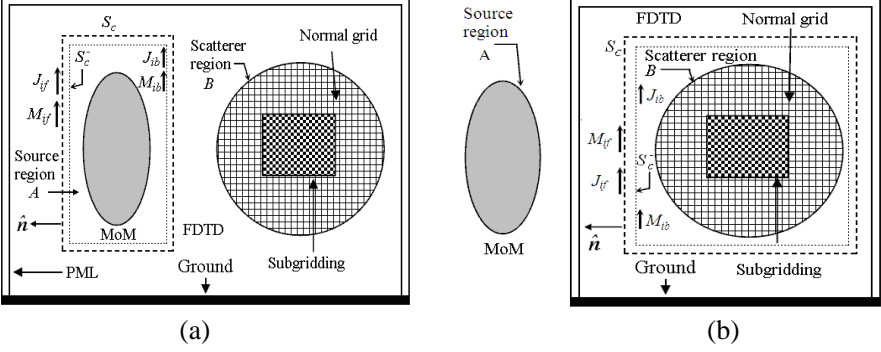 S_c
S_c^-
J_if
M_if
J_ib
M_ib
Source
region
A
n̂
MoM
PML
Scatterer
region
B
Normal grid
FDTD
Ground
Subgridding
(a)
Source
region
A
MoM
FDTD
S_c
Scatterer
region
B
Normal grid
J_ib
M_if
S_c^-
J_if
M_ib
n̂
Ground
Subgridding
(b)